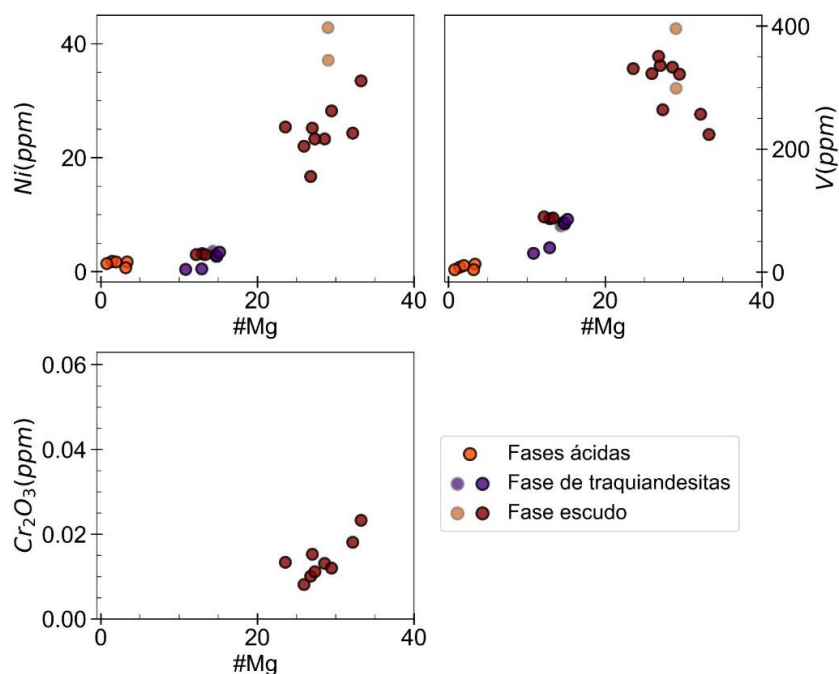 40
20
0
Ni(ppm)
0
20
40
#Mg
400
200
0
V(ppm)
0
20
40
#Mg
0.06
0.04
0.02
0.00
Cr₂O₃(ppm)
0
20
40
#Mg
Fases ácidas
Fase de traquiandesitas
Fase escudo